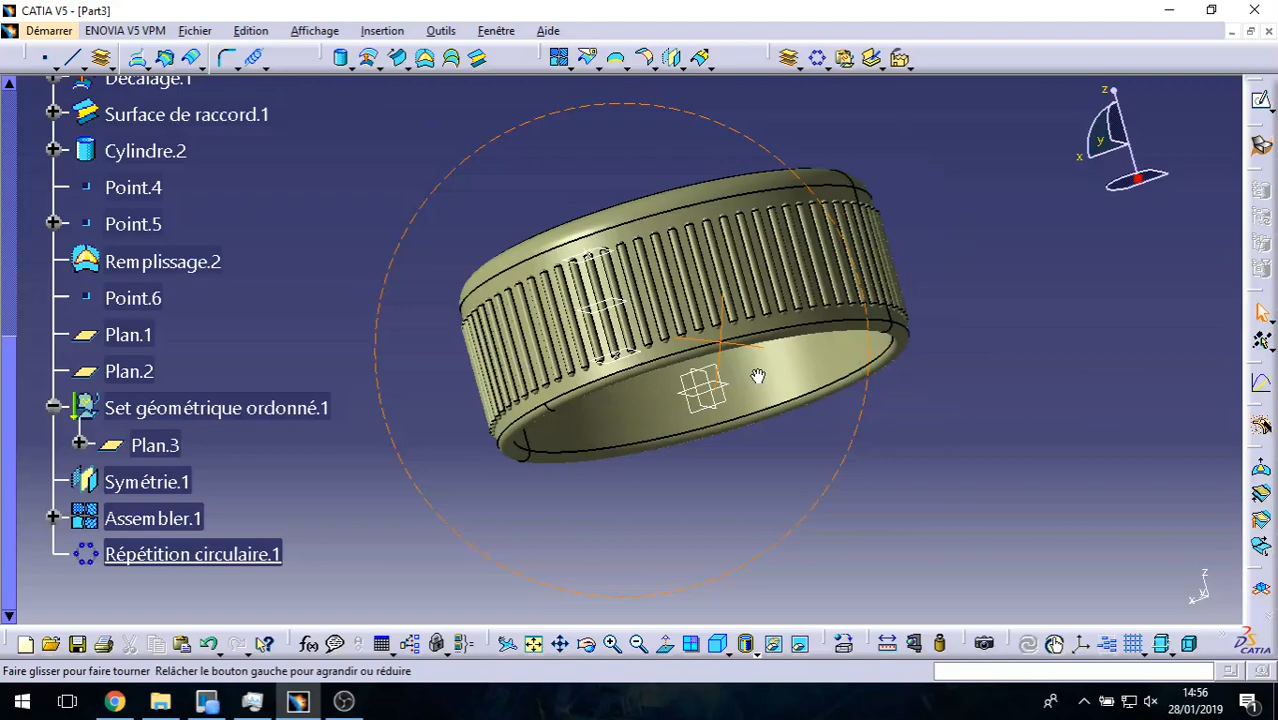 CATIA V5 - [Part3]
Démarrer ENOVIA V5 VPM Fichier Edition Affichage Insertion Outils Fenêtre Aide
Décalage.1
Surface de raccord.1
Cylindre.2
Point.4
Point.5
Remplissage.2
Point.6
Plan.1
Plan.2
Set géométrique ordonné.1
Plan.3
Symétrie.1
Assembler.1
Répétition circulaire.1
z
y
x
z
y
x
f(x)
CATIA
Faire glisser pour faire tourner Relâcher le bouton gauche pour agrandir ou réduire
14:56
28/01/2019
1